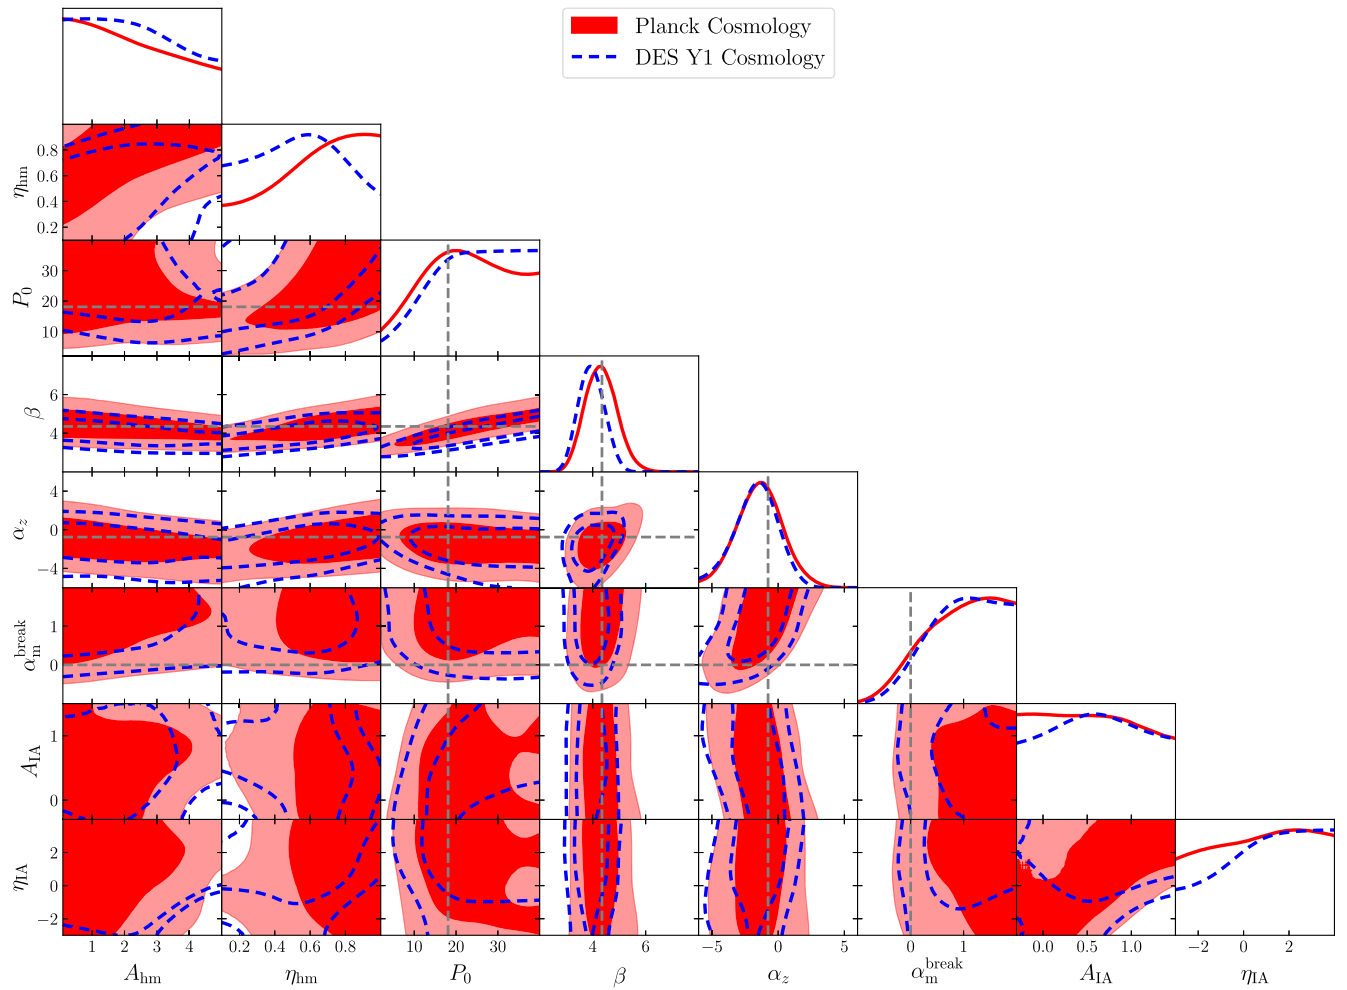 Planck Cosmology
DES Y1 Cosmology
η_hm
0.8
0.6
0.4
0.2
P_0
30
20
10
β
6
4
α_z
4
0
−4
α_m^break
1
0
A_IA
1
0
η_IA
2
0
−2
1 2 3 4 0.2 0.4 0.6 0.8 10 20 30 4 6 −5 0 5 0 1 0.0 0.5 1.0 −2 0 2
A_hm η_hm P_0 β α_z α_m^break A_IA η_IA